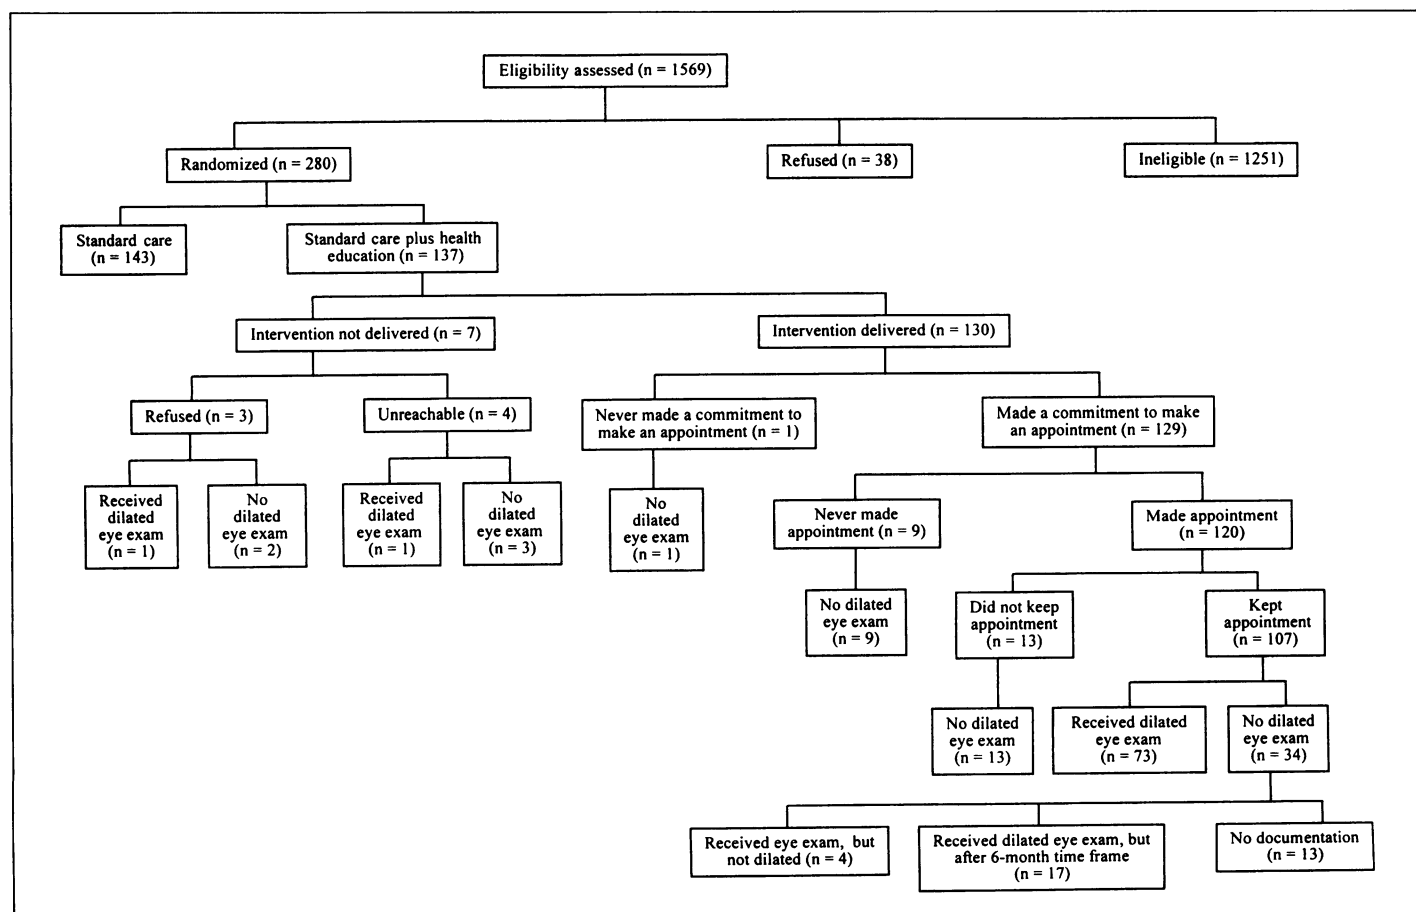 Eligibility assessed (n = 1569)
Randomized (n = 280)
Refused (n = 38)
Ineligible (n = 1251)
Standard care
(n = 143)
Standard care plus health
education (n = 137)
Intervention not delivered (n = 7)
Intervention delivered (n = 130)
Refused (n = 3)
Unreachable (n = 4)
Never made a commitment to
make an appointment (n = 1)
Made a commitment to make
an appointment (n = 129)
Received
dilated
eye exam
(n = 1)
No
dilated
eye exam
(n = 2)
Received
dilated
eye exam
(n = 1)
No
dilated
eye exam
(n = 3)
No
dilated
eye exam
(n = 1)
Never made
appointment (n = 9)
Made appointment
(n = 120)
No dilated
eye exam
(n = 9)
Did not keep
appointment
(n = 13)
Kept
appointment
(n = 107)
No dilated
eye exam
(n = 13)
Received dilated
eye exam
(n = 73)
No dilated
eye exam
(n = 34)
Received eye exam, but
not dilated (n = 4)
Received dilated eye exam, but
after 6-month time frame
(n = 17)
No documentation
(n = 13)